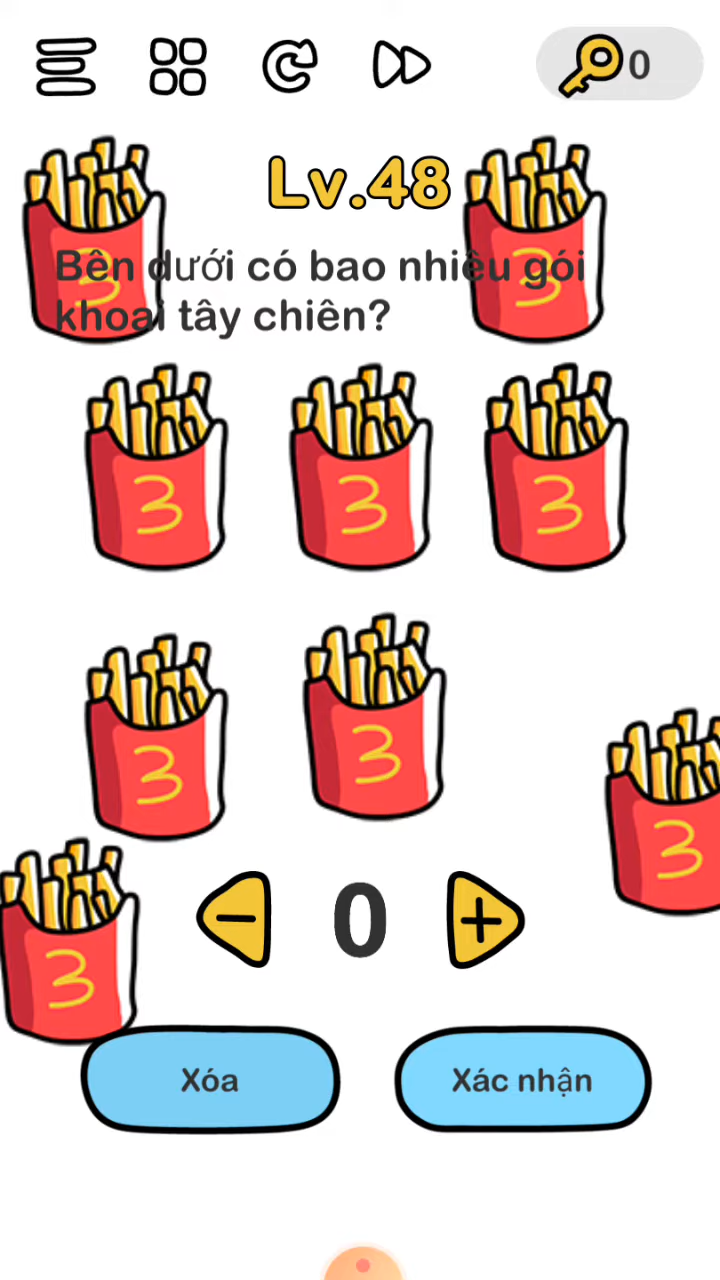 0
Lv.48
Bên dưới có bao nhiêu gói
khoai tây chiên?
3 3
3 3 3
3 3
3
3
- 0 +
Xóa Xác nhận